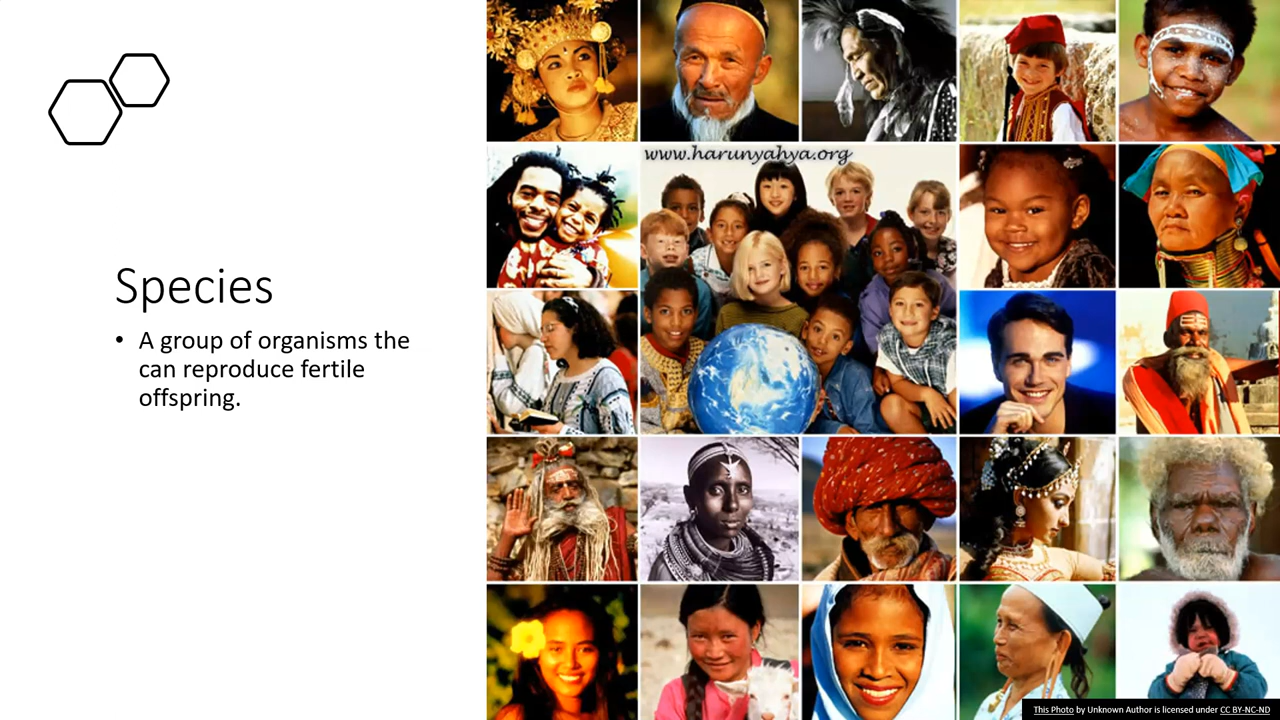 www.harunyahya.org
Species
• A group of organisms the
can reproduce fertile
offspring.
This Photo by Unknown Author is licensed under CC BY-NC-ND